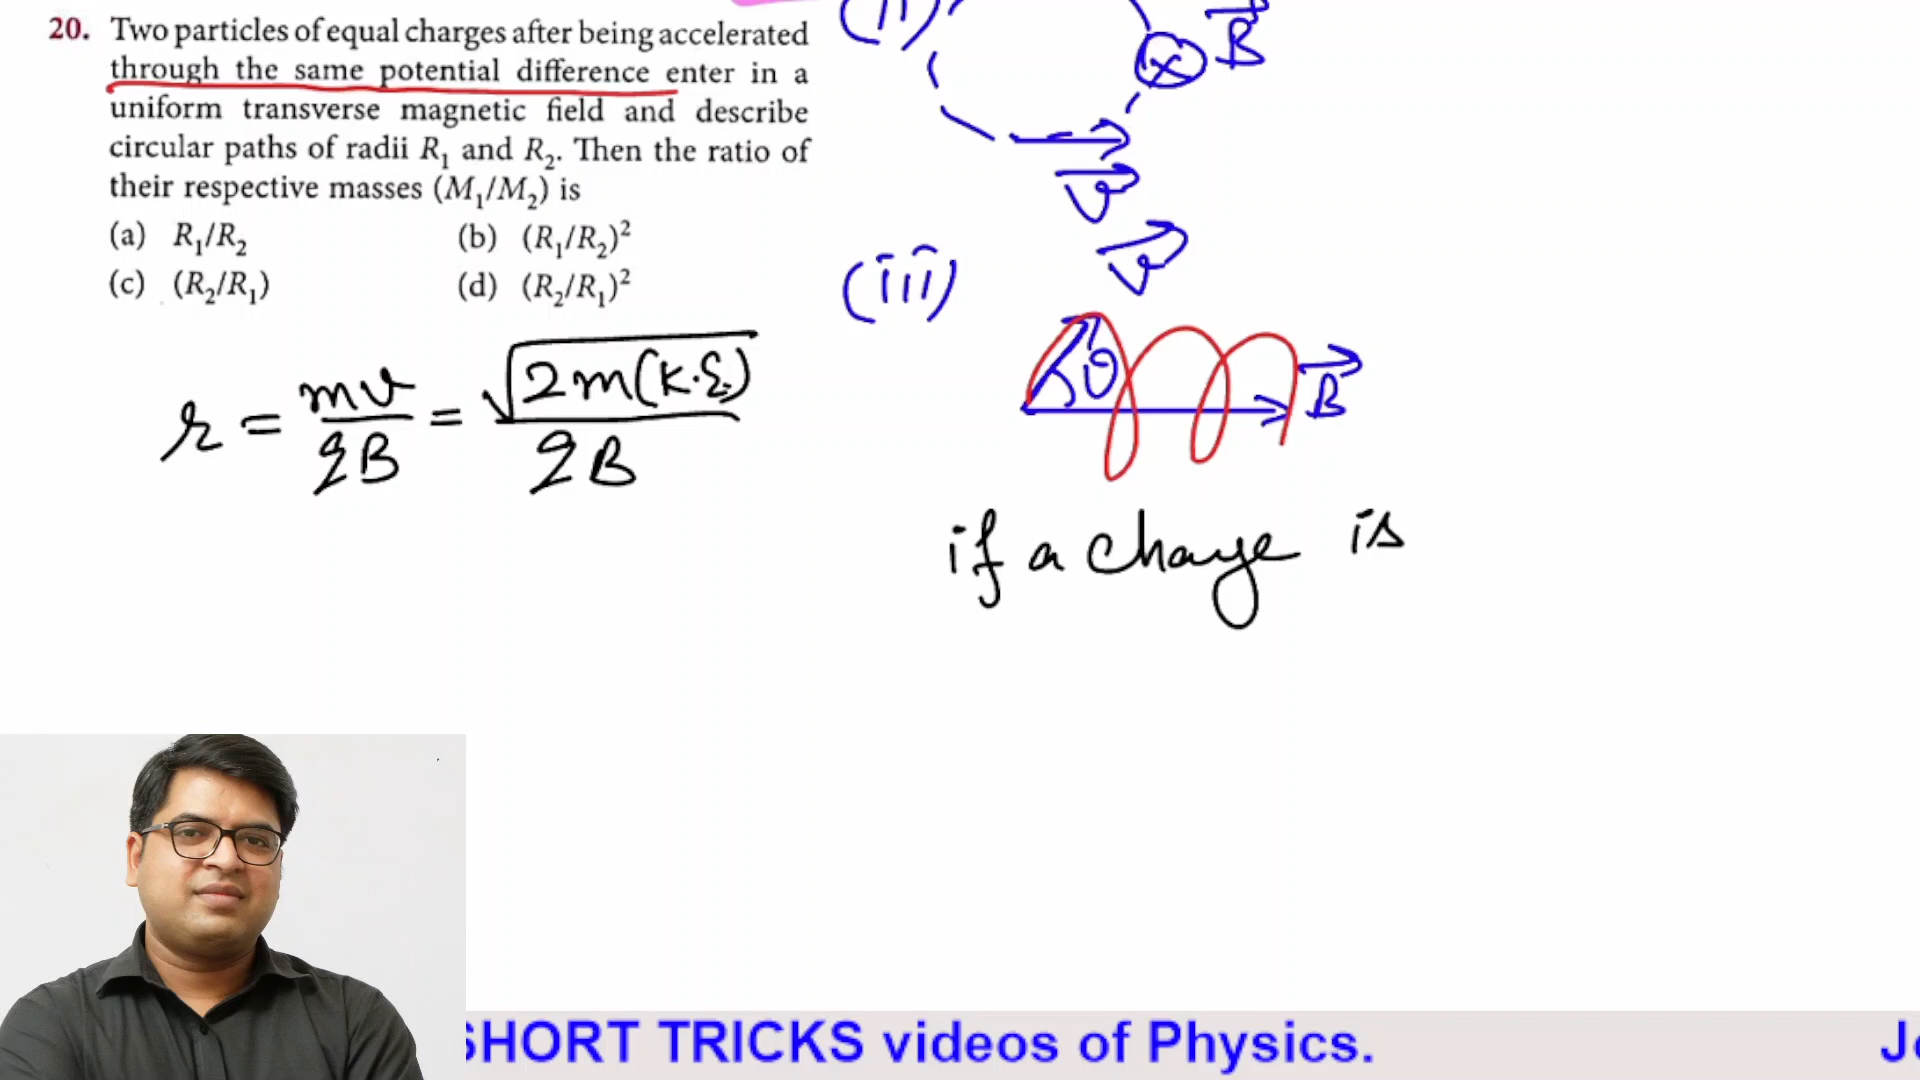 20. Two particles of equal charges after being accelerated
through the same potential difference enter in a
uniform transverse magnetic field and describe
circular paths of radii R₁ and R₂. Then the ratio of
their respective masses (M₁/M₂) is
(a) R₁/R₂ (b) (R₁/R₂)²
(c) (R₂/R₁) (d) (R₂/R₁)²
r = mv/qB = √(2m(K.E.))/qB
(ii)
B
v
v
(iii)
θ
B
if a charge is
SHORT TRICKS videos of Physics.